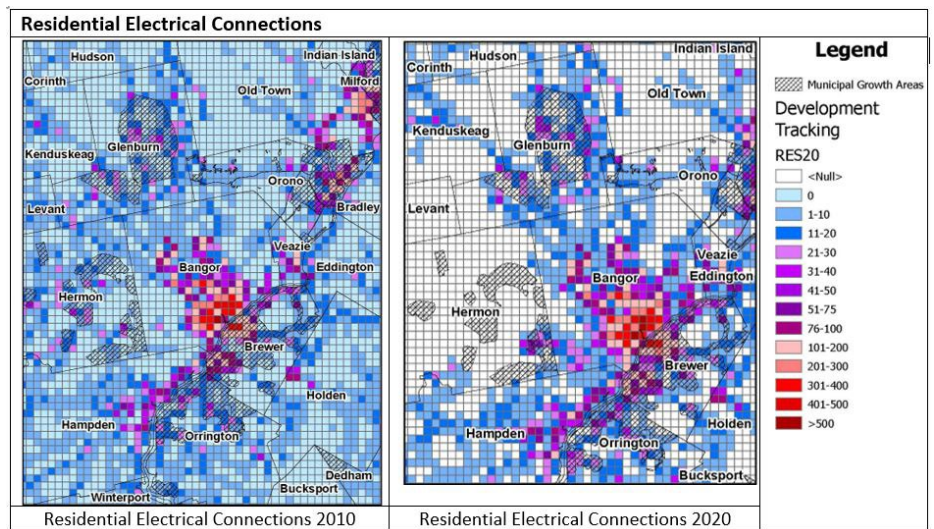 Residential Electrical Connections
Hudson
Indian Island
Corinth
Milford
Old Town
Glenburn
Kenduskeag
Orono
Levant
Bradley
Veazie
Bangor
Eddington
Hermon
Brewer
Holden
Hampden
Orrington
Dedham
Bucksport
Winterport
Residential Electrical Connections 2010
Indian Island
Hudson
Corinth
Old Town
Kenduskeag
Glenburn
Orono
Levant
Veazie
Bangor
Eddington
Hermon
Brewer
Holden
Hampden
Orrington
Bucksport
Residential Electrical Connections 2020
Legend
Municipal Growth Areas
Development
Tracking
RES20
<Null>
0
1-10
11-20
21-30
31-40
41-50
51-75
76-100
101-200
201-300
301-400
401-500
>500